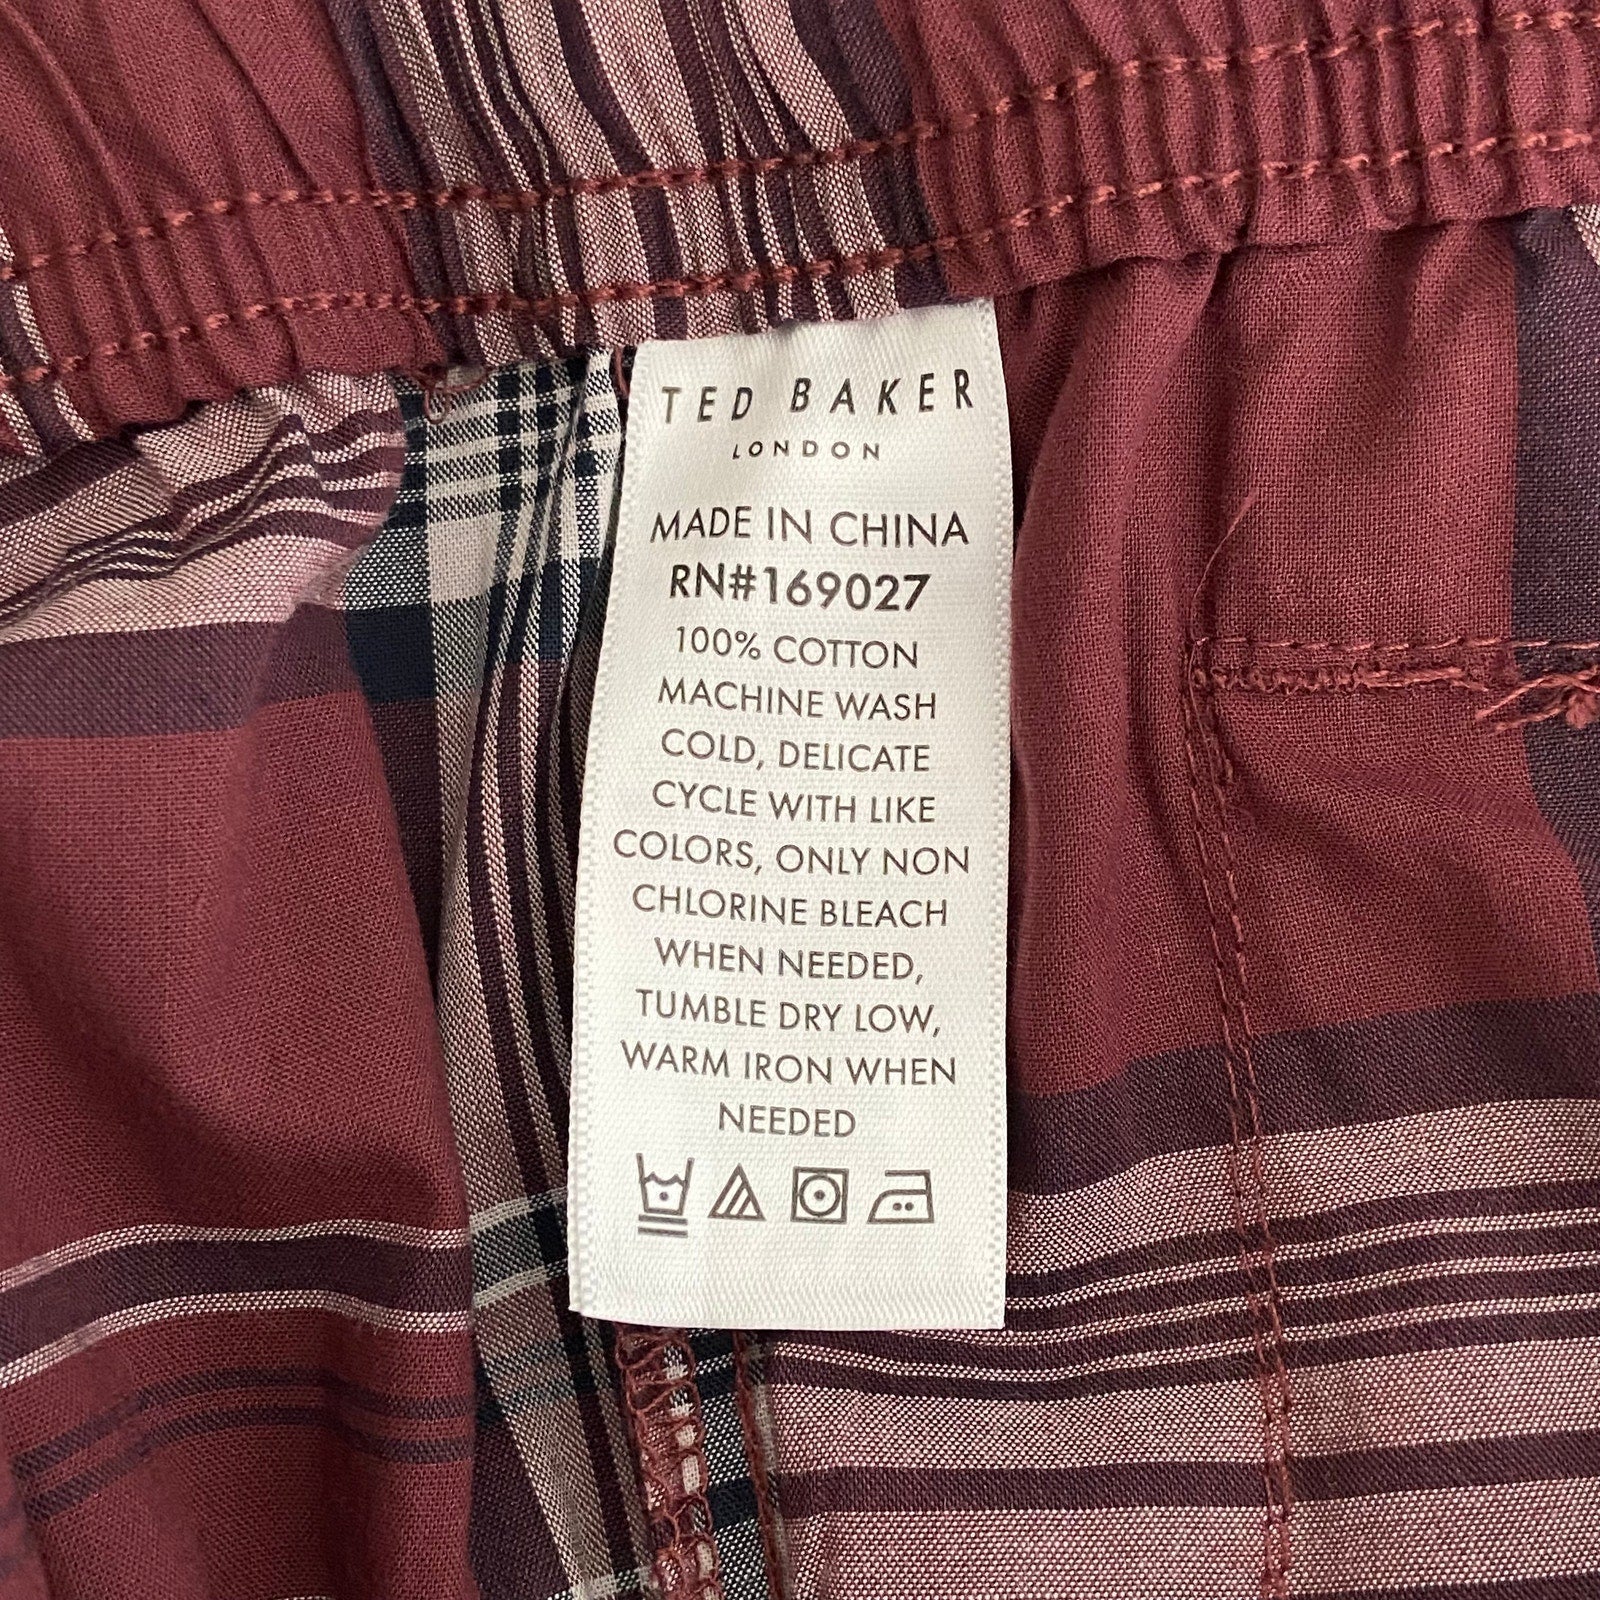 TED BAKER
LONDON
MADE IN CHINA
RN#169027
100% COTTON
MACHINE WASH
COLD, DELICATE
CYCLE WITH LIKE
COLORS, ONLY NON
CHLORINE BLEACH
WHEN NEEDED,
TUMBLE DRY LOW,
WARM IRON WHEN
NEEDED